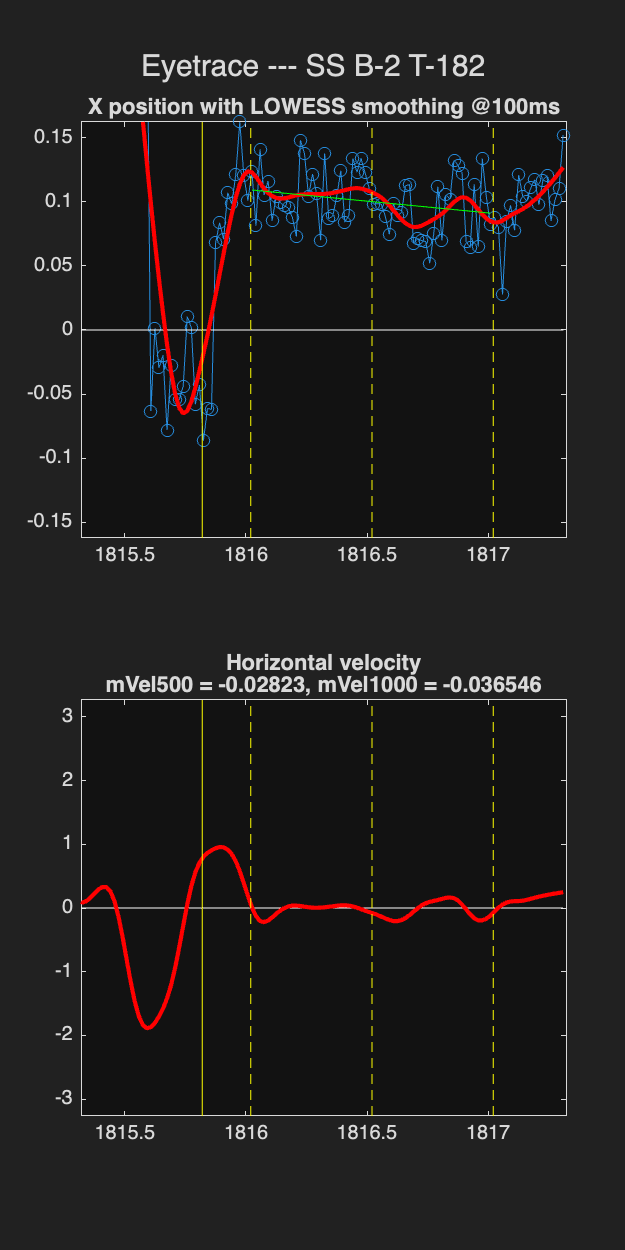 Eyetrace --- SS B-2 T-182
X position with LOWESS smoothing @100ms
0.15
0.1
0.05
0
-0.05
-0.1
-0.15
1815.5 1816 1816.5 1817
Horizontal velocity
mVel500 = -0.02823, mVel1000 = -0.036546
3
2
1
0
-1
-2
-3
1815.5 1816 1816.5 1817